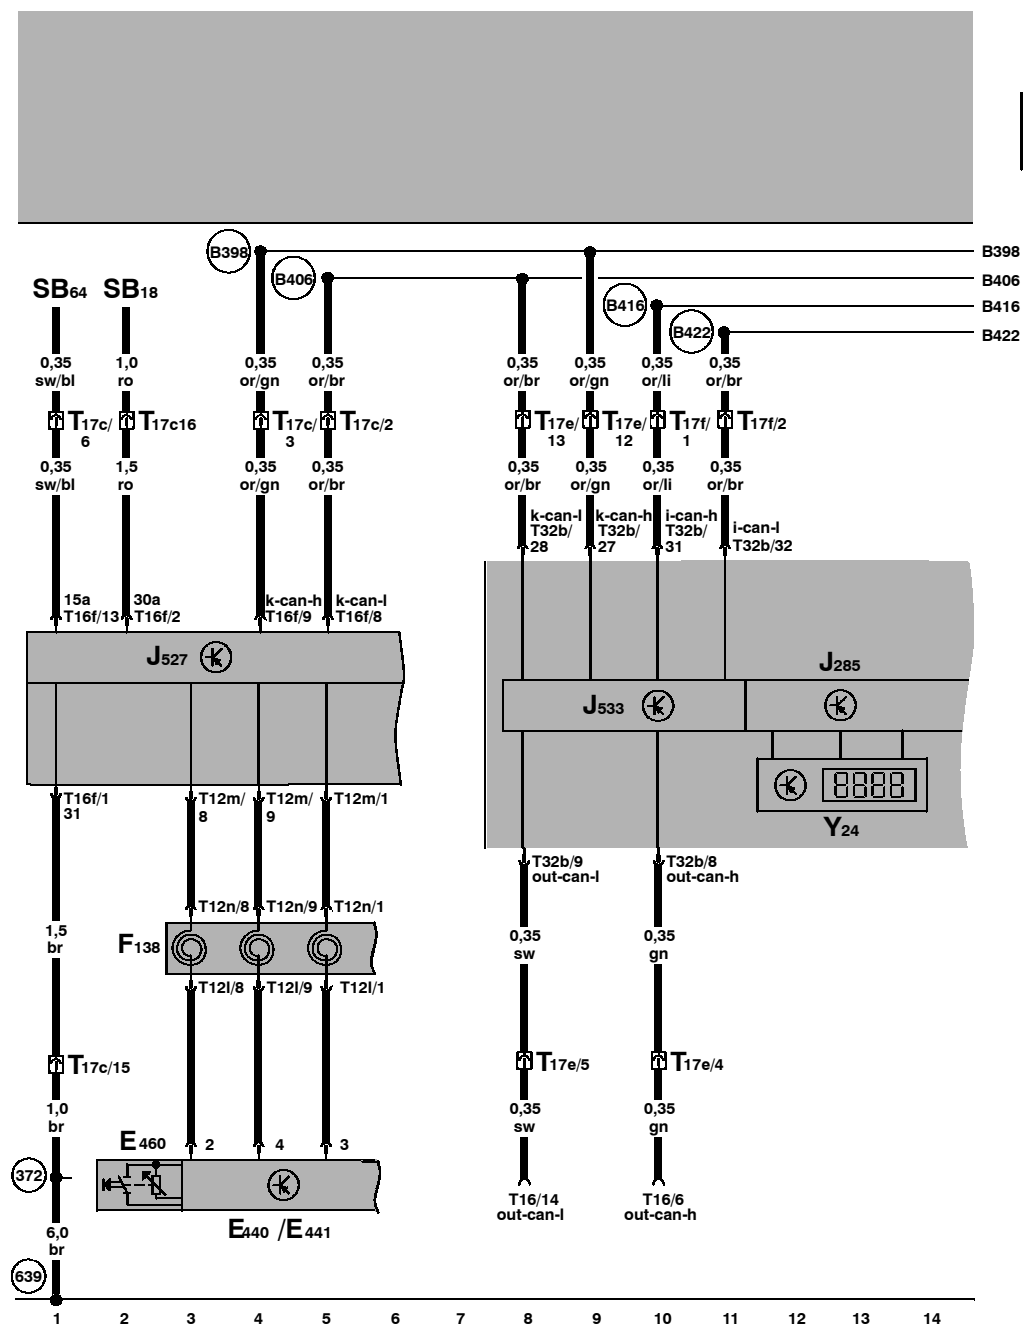 B398
B398
B406
B406
SB64 SB18
B416
B416
B422
B422
0,35 1,0 0,35 0,35 0,35 0,35 0,35 0,35
sw/bl ro or/gn or/br or/br or/gn or/li or/br
T17c/ T17c16 T17c/ T17c/2 T17e/ T17e/ T17f/ T17f/2
6 3 13 12 1
0,35 1,5 0,35 0,35 0,35 0,35 0,35 0,35
sw/bl ro or/gn or/br or/br or/gn or/li or/br
k-can-l k-can-h i-can-h i-can-l
T32b/ T32b/ T32b/ T32b/32
28 27 31
15a 30a k-can-h k-can-l
T16f/13 T16f/2 T16f/9 T16f/8
J527
J285
J533
8888
Y24
T16f/1 T12m/ T12m/ T12m/1
31 8 9
T32b/9 T32b/8
out-can-l out-can-h
T12n/8 T12n/9 T12n/1
1,5
br
F138
0,35 0,35
sw gn
T12l/8 T12l/9 T12l/1
T17c/15
T17e/5 T17e/4
1,0
br
0,35 0,35
sw gn
E460 2 4 3
372
T16/14 T16/6
out-can-l out-can-h
E440 /E441
6,0
br
639
1 2 3 4 5 6 7 8 9 10 11 12 13 14